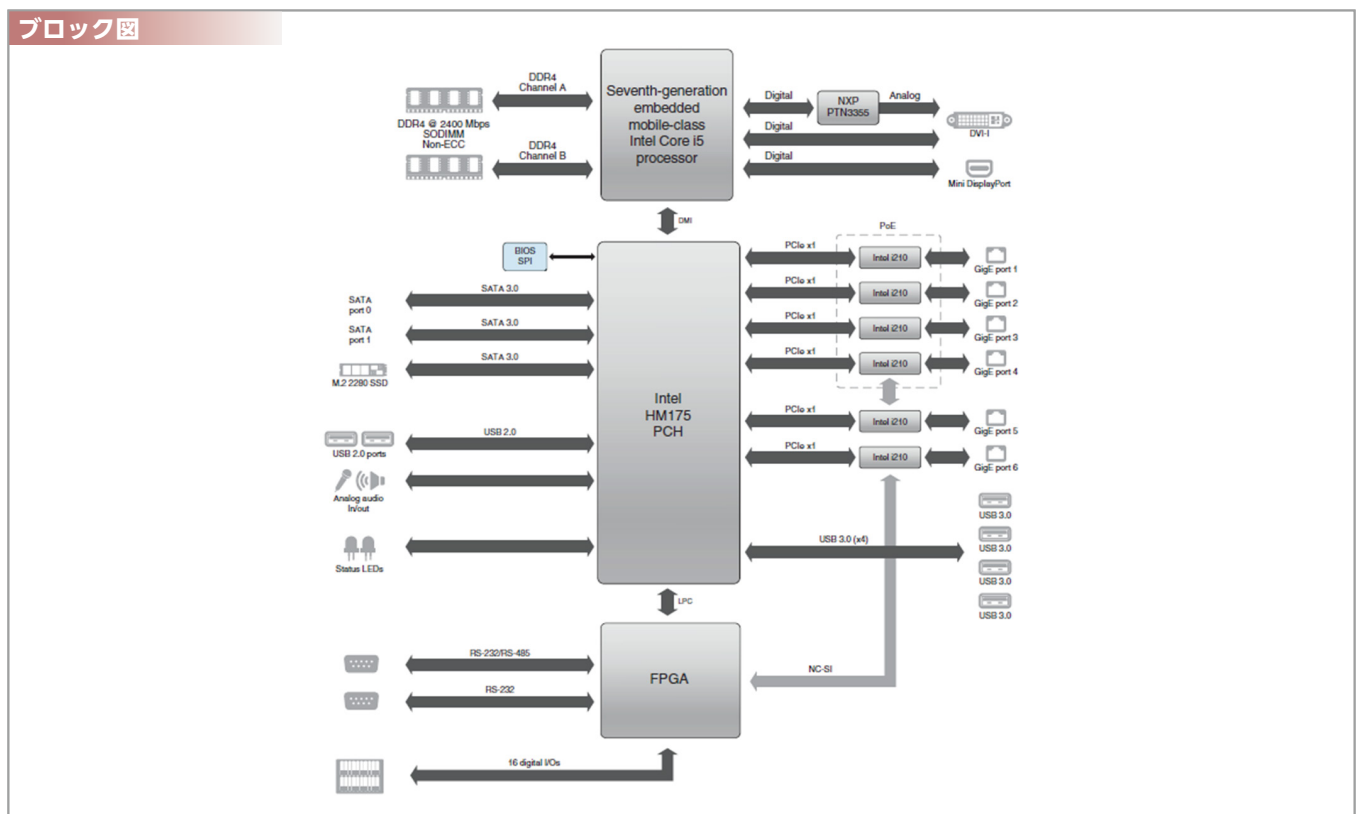 ブロック図
DDR4
Channel A
DDR4 @ 2400 Mbps
SODIMM
Non-ECC
DDR4
Channel B
Seventh-generation
embedded
mobile-class
Intel Core i5
processor
Digital
NXP
PTN3355
Analog
Digital
DVI-I
Digital
Mini DisplayPort
DMI
BIOS
SPI
SATA 3.0
SATA
port 0
SATA 3.0
SATA
port 1
SATA 3.0
M.2 2280 SSD
USB 2.0
USB 2.0 ports
Analog audio
In/out
Status LEDs
Intel
HM175
PCH
PoE
PCIe x1
Intel i210
GigE port 1
PCIe x1
Intel i210
GigE port 2
PCIe x1
Intel i210
GigE port 3
PCIe x1
Intel i210
GigE port 4
PCIe x1
Intel i210
GigE port 5
PCIe x1
Intel i210
GigE port 6
USB 3.0 (x4)
USB 3.0
USB 3.0
USB 3.0
USB 3.0
LPC
RS-232/RS-485
RS-232
FPGA
NC-SI
16 digital I/Os